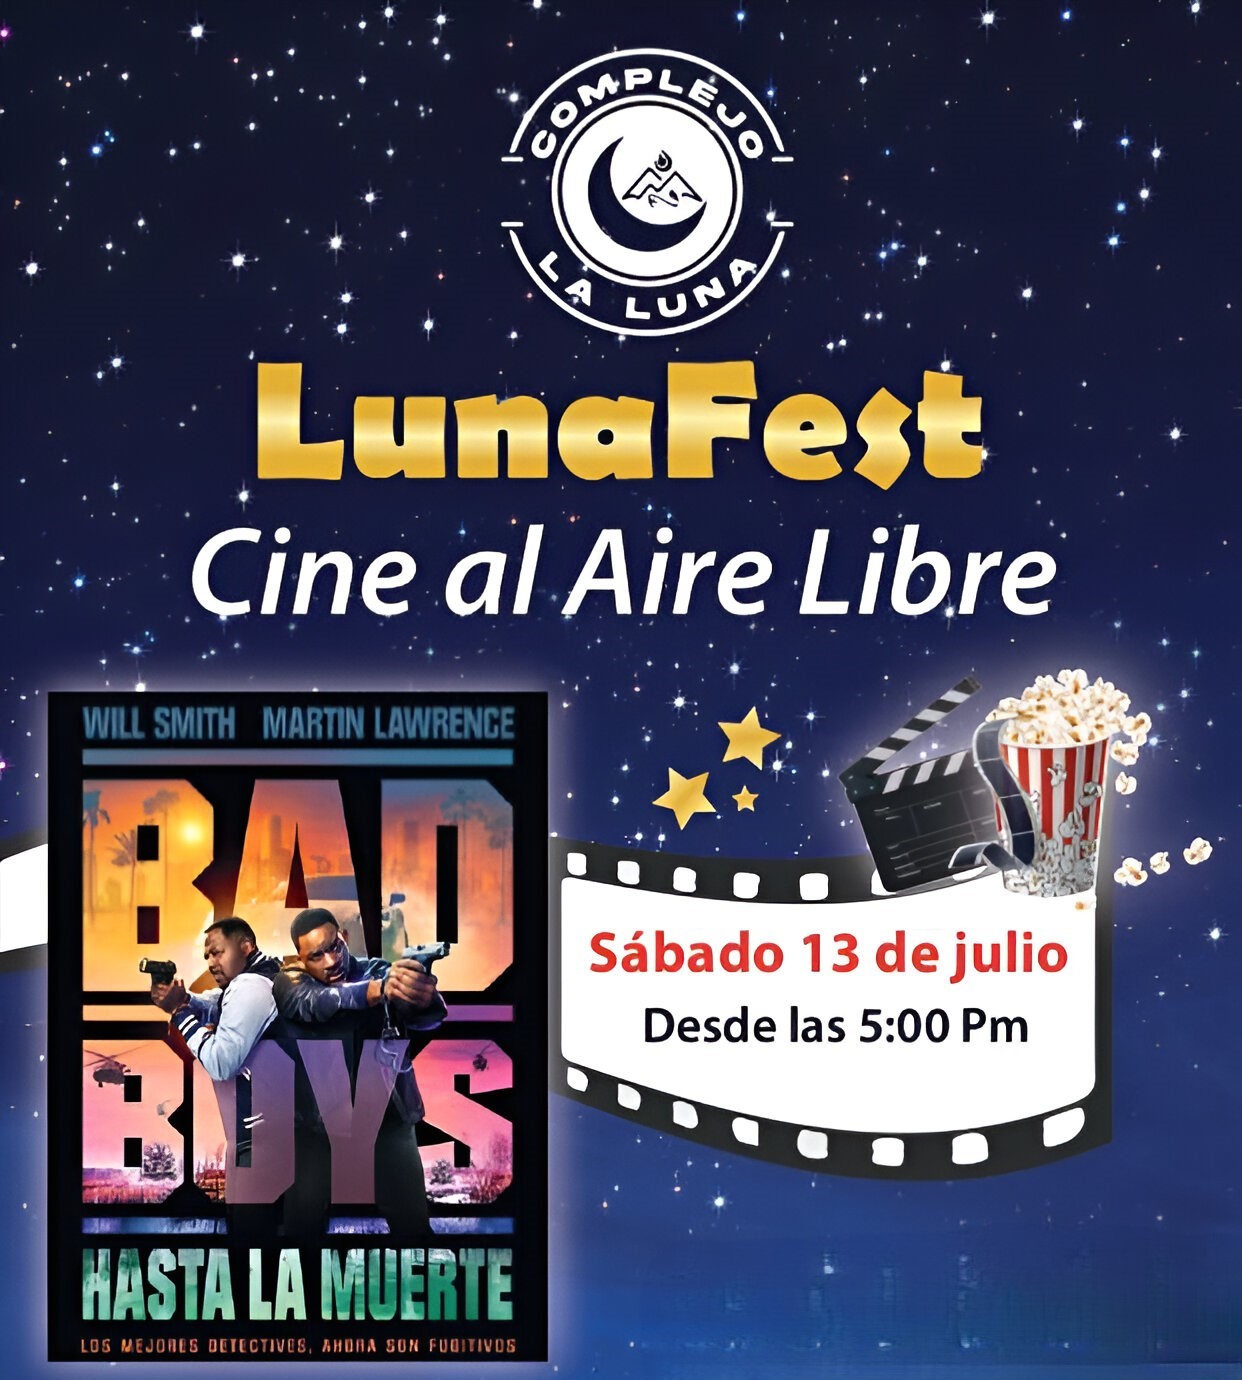 COMPLEJO
LA LUNA
LunaFest
Cine al Aire Libre
WILL SMITH MARTIN LAWRENCE
BAD
BOYS
HASTA LA MUERTE
LOS MEJORES DETECTIVES, AHORA SON FUGITIVOS
Sábado 13 de julio
Desde las 5:00 Pm